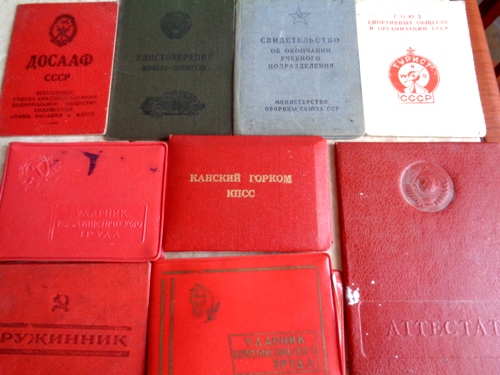 ДОСААФ
СССР
УДОСТОВЕРЕНИЕ
СВИДЕТЕЛЬСТВО
ОБ ОКОНЧАНИИ
УЧЕБНОГО
ПОДРАЗДЕЛЕНИЯ
МИНИСТЕРСТВО
ОБОРОНЫ СОЮЗА ССР
СОЮЗ
СПОРТИВНЫХ ОБЩЕСТВ
И ОРГАНИЗАЦИЙ СССР
ТУРИСТ
СССР
УДАРНИК
ТРУДА
КАНСКИЙ ГОРКОМ
КПСС
АТТЕСТАТ
РУЖИННИК
УДАРНИК
КОММУНИСТИЧЕСКОГО
ТРУДА